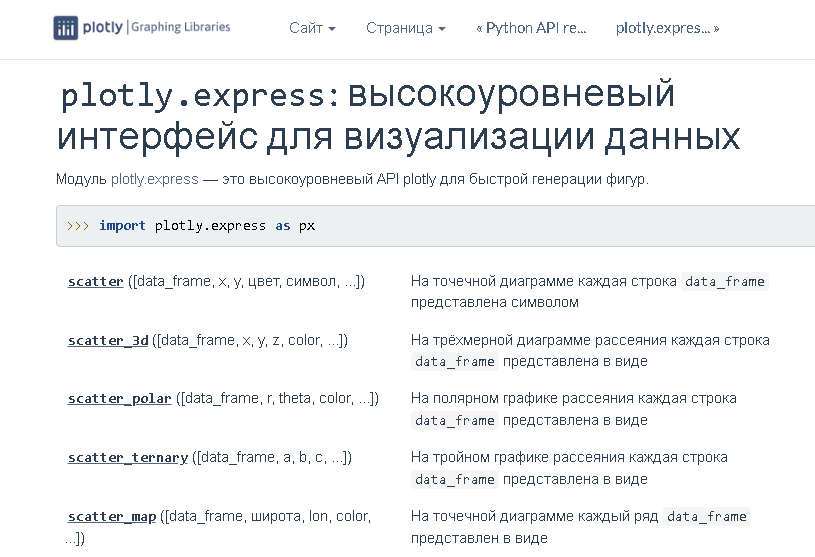 plotly | Graphing Libraries Сайт Страница « Python API re... plotly.expres... »
plotly.express: высокоуровневый
интерфейс для визуализации данных
Модуль plotly.express — это высокоуровневый API plotly для быстрой генерации фигур.
>>> import plotly.express as px
scatter ([data_frame, x, y, цвет, символ, ...]) На точечной диаграмме каждая строка data_frame
представлена символом
scatter_3d ([data_frame, x, y, z, color, ...]) На трёхмерной диаграмме рассеяния каждая строка
data_frame представлена в виде
scatter_polar ([data_frame, r, theta, color, ...]) На полярном графике рассеяния каждая строка
data_frame представлена в виде
scatter_ternary ([data_frame, a, b, c, ...]) На тройном графике рассеяния каждая строка
data_frame представлена в виде
scatter_map ([data_frame, широта, lon, color, На точечной диаграмме каждый ряд data_frame
...]) представлен в виде